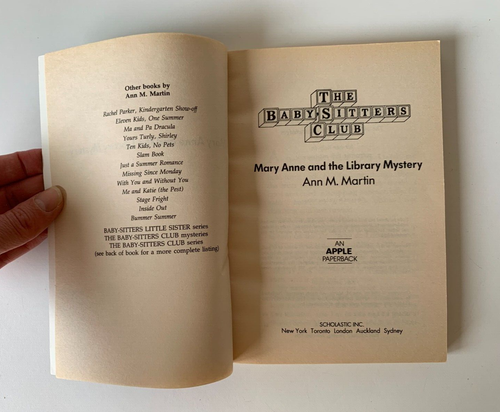 Other books by
Ann M. Martin
Rachel Parker, Kindergarten Show-off
Eleven Kids, One Summer
Ma and Pa Dracula
Yours Turly, Shirley
Ten Kids, No Pets
Slam Book
Just a Summer Romance
Missing Since Monday
With You and Without You
Me and Katie (the Pest)
Stage Fright
Inside Out
Bummer Summer
BABY-SITTERS LITTLE SISTER series
THE BABY-SITTERS CLUB mysteries
THE BABY-SITTERS CLUB series
(see back of book for a more complete listing)
THE
BABY-SITTERS
CLUB
Mary Anne and the Library Mystery
Ann M. Martin
AN
APPLE
PAPERBACK
SCHOLASTIC INC.
New York Toronto London Auckland Sydney